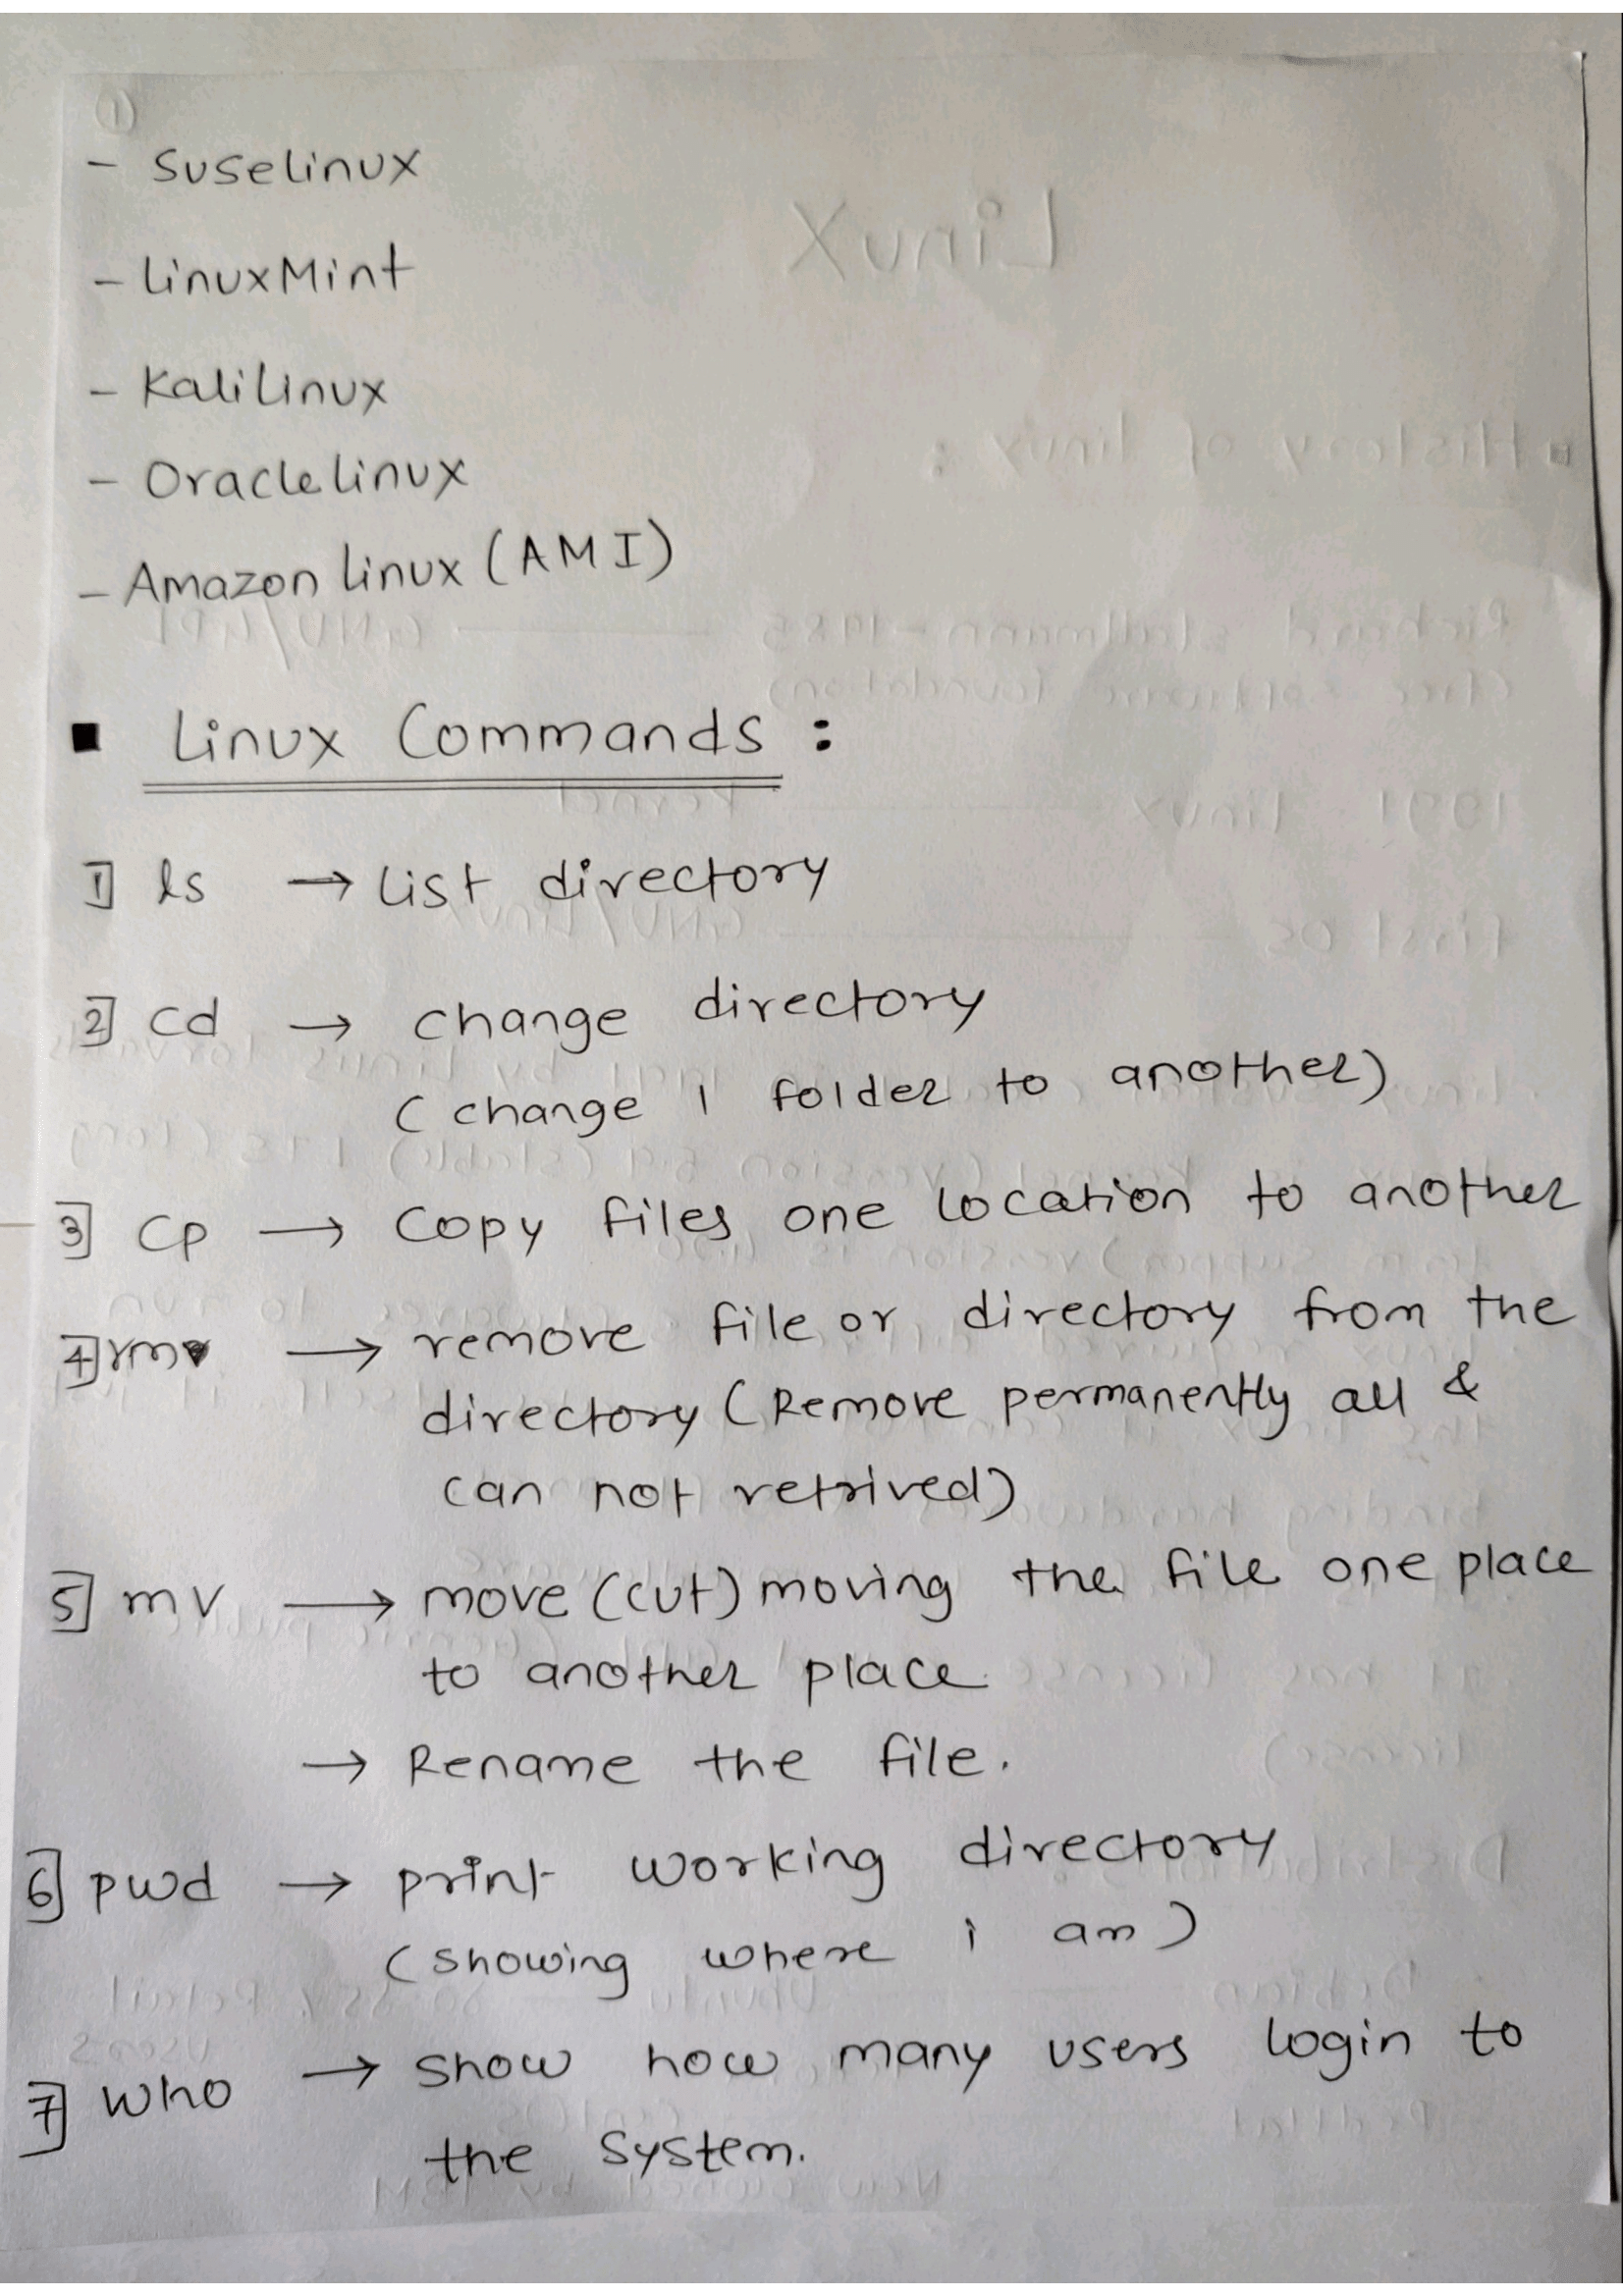 - Suselinux
- LinuxMint
- KaliLinux
- Oraclelinux
- Amazon linux (AMI)
■ Linux Commands :
1] ls → List directory
2] cd → change directory
(change 1 folder to another)
3] cp → copy files one location to another
4] rm → remove file or directory from the
directory (Remove permanently all &
can not retrived)
5] mv → move (cut) moving the file one place
to another place.
→ Rename the file.
6] pwd → print working directory
(showing where i am)
7] who → show how many users login to
the system.